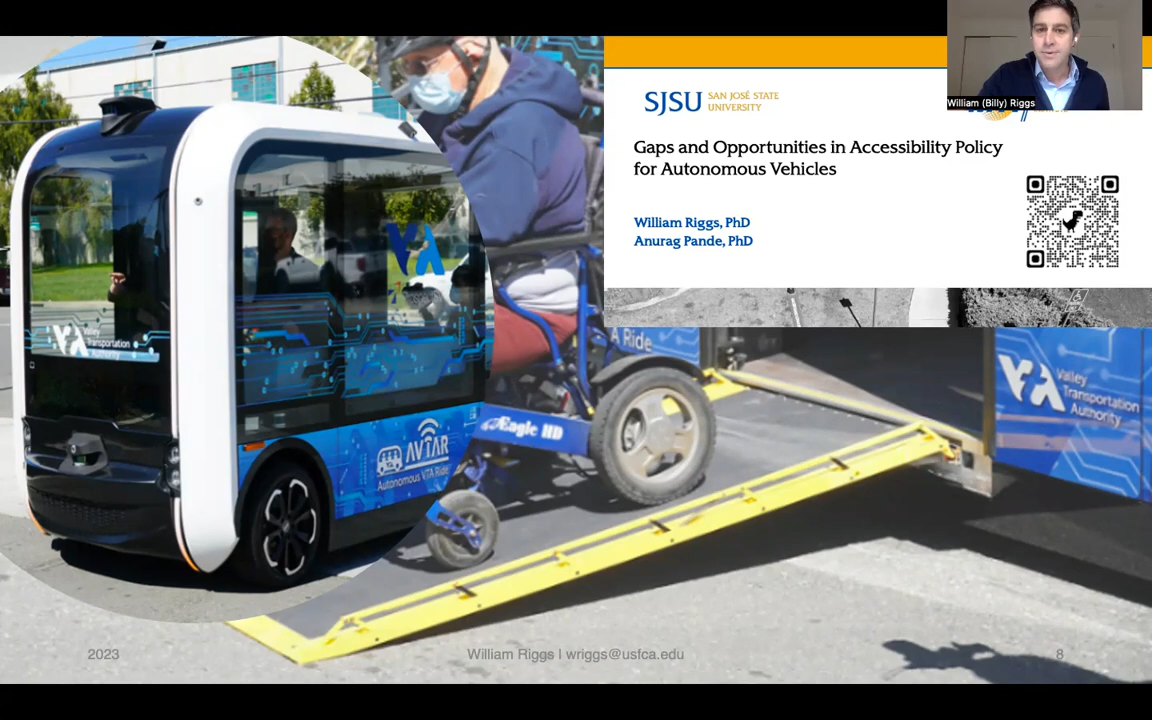 William (Billy) Riggs
SJSU SAN JOSÉ STATE
UNIVERSITY
Gaps and Opportunities in Accessibility Policy
for Autonomous Vehicles
William Riggs, PhD
Anurag Pande, PhD
VTA
VTA Valley
Transportation
Authority
AVTAR
Autonomous VTA Ride
A Ride
Eagle HD
VTA Valley
Transportation
Authority
2023
William Riggs I wriggs@usfca.edu
8